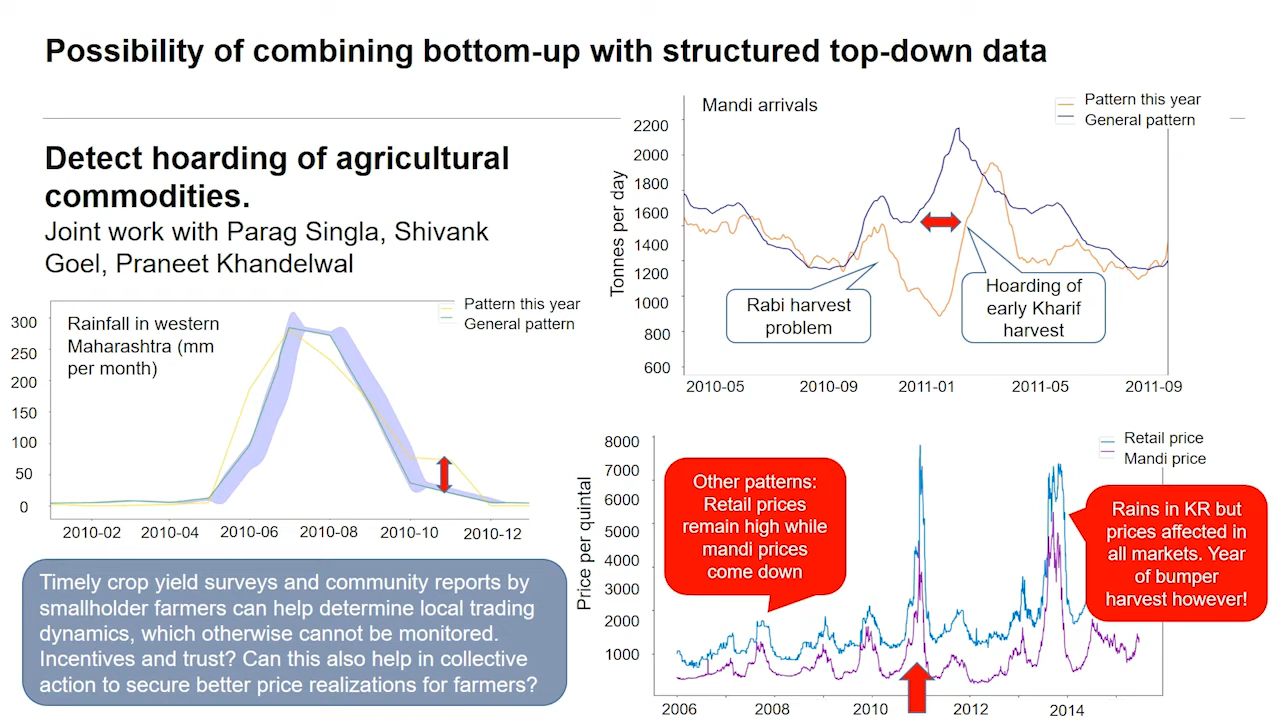 Possibility of combining bottom-up with structured top-down data
Detect hoarding of agricultural
commodities.
Joint work with Parag Singla, Shivank
Goel, Praneet Khandelwal
Rainfall in western
Maharashtra (mm
per month)
Pattern this year
General pattern
300
250
200
150
100
50
0
2010-02
2010-04
2010-06
2010-08
2010-10
2010-12
Timely crop yield surveys and community reports by
smallholder farmers can help determine local trading
dynamics, which otherwise cannot be monitored.
Incentives and trust? Can this also help in collective
action to secure better price realizations for farmers?
Mandi arrivals
Pattern this year
General pattern
Tonnes per day
2200
2000
1800
1600
1400
1200
1000
800
600
Rabi harvest
problem
Hoarding of
early Kharif
harvest
2010-05
2010-09
2011-01
2011-05
2011-09
Retail price
Mandi price
Price per quintal
8000
7000
6000
5000
4000
3000
2000
1000
Other patterns:
Retail prices
remain high while
mandi prices
come down
Rains in KR but
prices affected in
all markets. Year
of bumper
harvest however!
2006
2008
2010
2012
2014